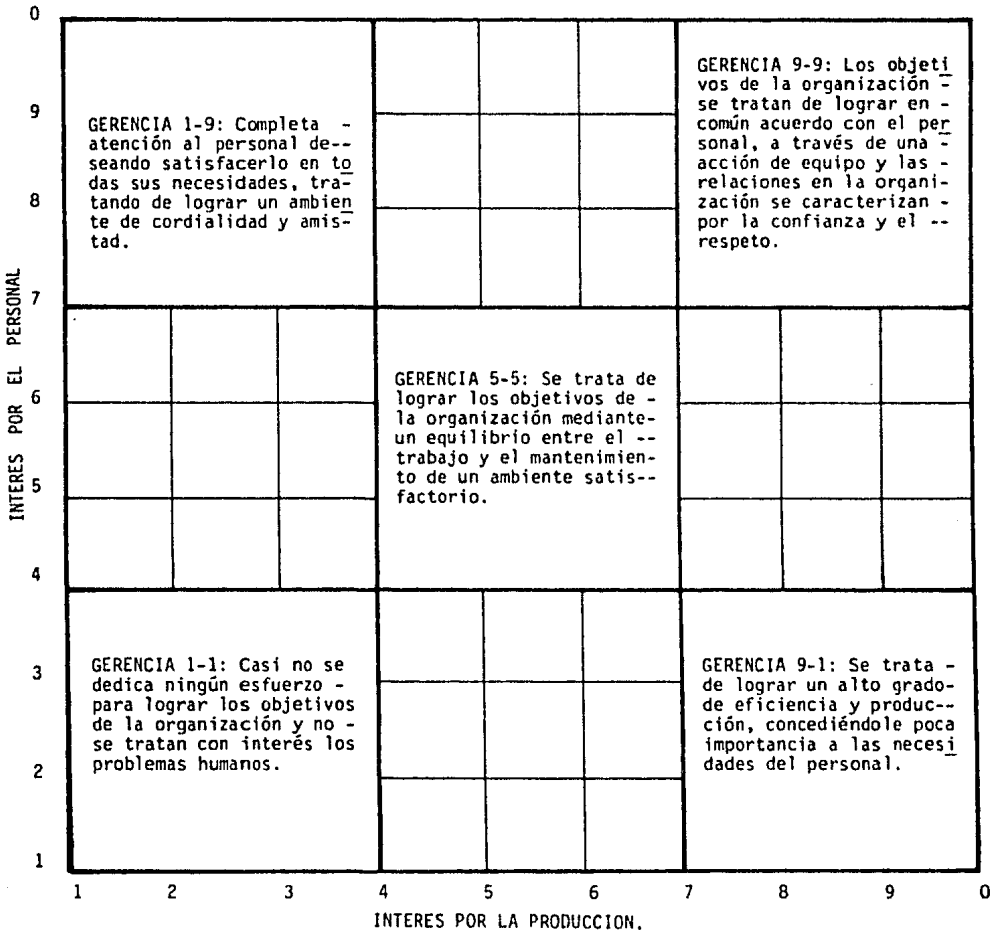 0
9
8
7
6
5
4
3
2
1
INTERES POR EL PERSONAL
GERENCIA 1-9: Completa -
atención al personal de--
seando satisfacerlo en to
das sus necesidades, tra-
tando de lograr un ambien
te de cordialidad y amis-
tad.
GERENCIA 9-9: Los objeti
vos de la organización -
se tratan de lograr en -
común acuerdo con el per
sonal, a través de una -
acción de equipo y las -
relaciones en la organi-
zación se caracterizan -
por la confianza y el --
respeto.
GERENCIA 5-5: Se trata de
lograr los objetivos de -
la organización mediante-
un equilibrio entre el --
trabajo y el mantenimien-
to de un ambiente satis--
factorio.
GERENCIA 1-1: Casi no se
dedica ningún esfuerzo -
para lograr los objetivos
de la organización y no -
se tratan con interés los
problemas humanos.
GERENCIA 9-1: Se trata -
de lograr un alto grado-
de eficiencia y produc--
ción, concediéndole poca
importancia a las necesi
dades del personal.
1 2 3 4 5 6 7 8 9 0
INTERES POR LA PRODUCCION.